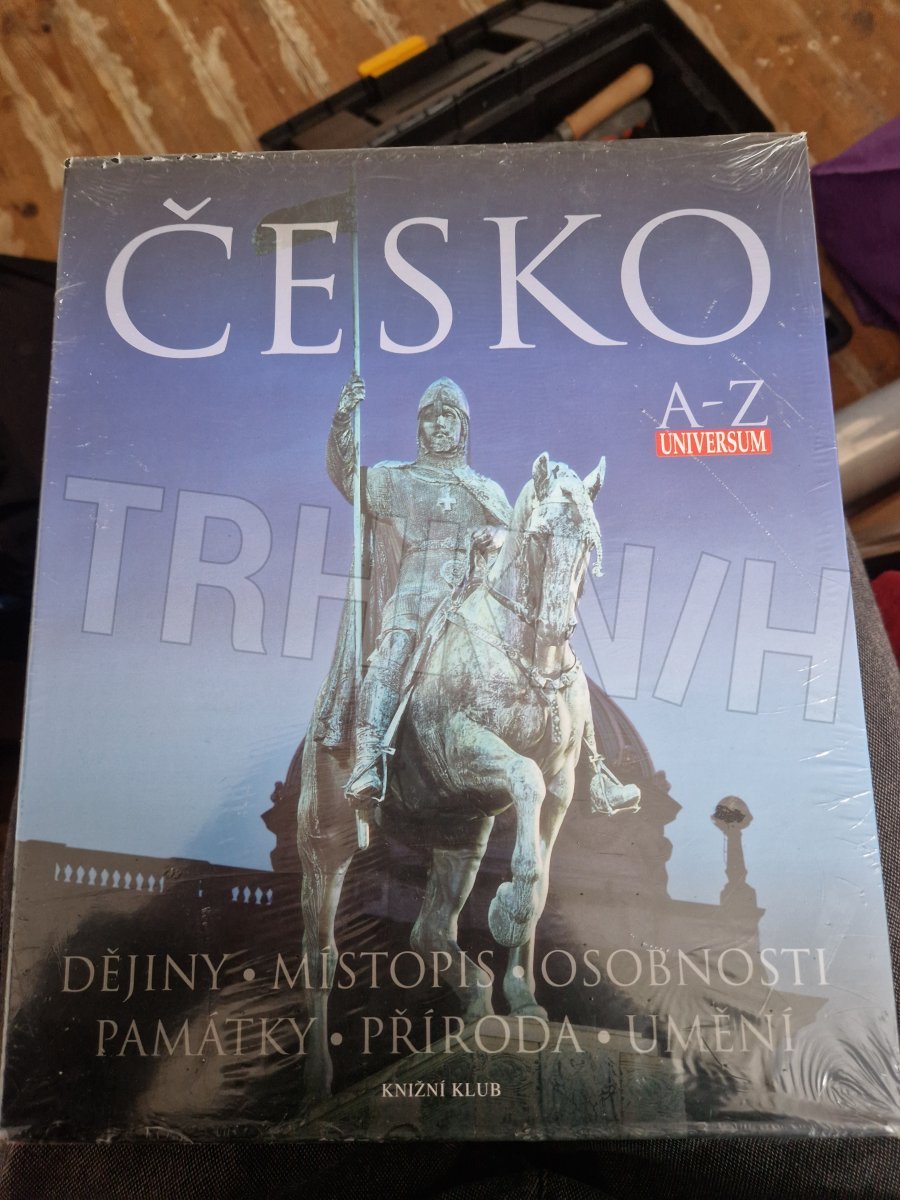 ČESKO
A-Z
UNIVERSUM
DĚJINY • MÍSTOPIS • OSOBNOSTI
PAMÁTKY • PŘÍRODA • UMĚNÍ
KNIŽNÍ KLUB